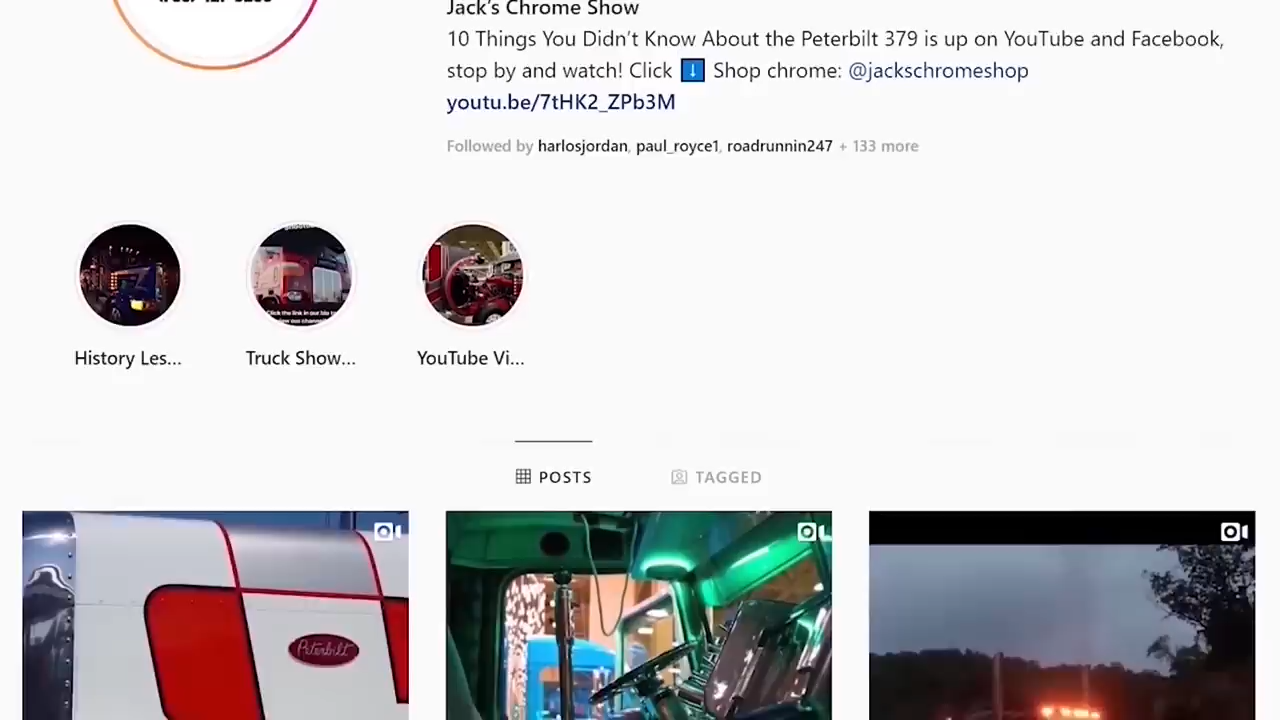 Jack's Chrome Show
10 Things You Didn't Know About the Peterbilt 379 is up on YouTube and Facebook,
stop by and watch! Click ⬇ Shop chrome: @jackschromeshop
youtu.be/7tHK2_ZPb3M
Followed by harlosjordan, paul_royce1, roadrunnin247 + 133 more
History Les...
Truck Show...
YouTube Vi...
POSTS
TAGGED
Peterbilt